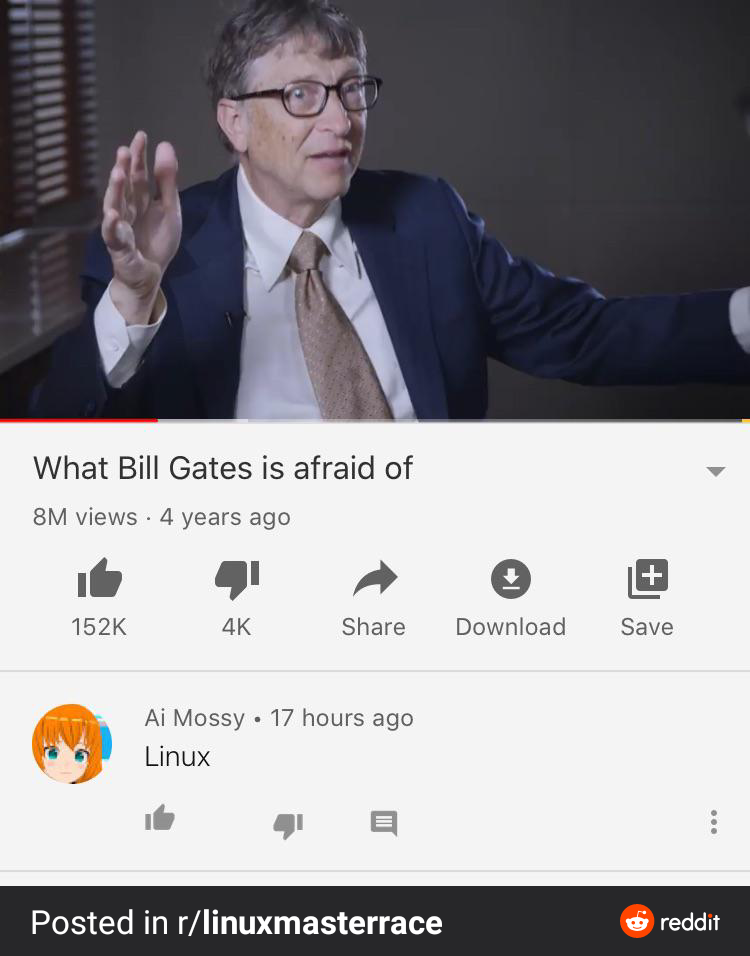 What Bill Gates is afraid of
8M views · 4 years ago
152K
4K
Share
Download
Save
Ai Mossy • 17 hours ago
Linux
Posted in r/linuxmasterrace
reddit